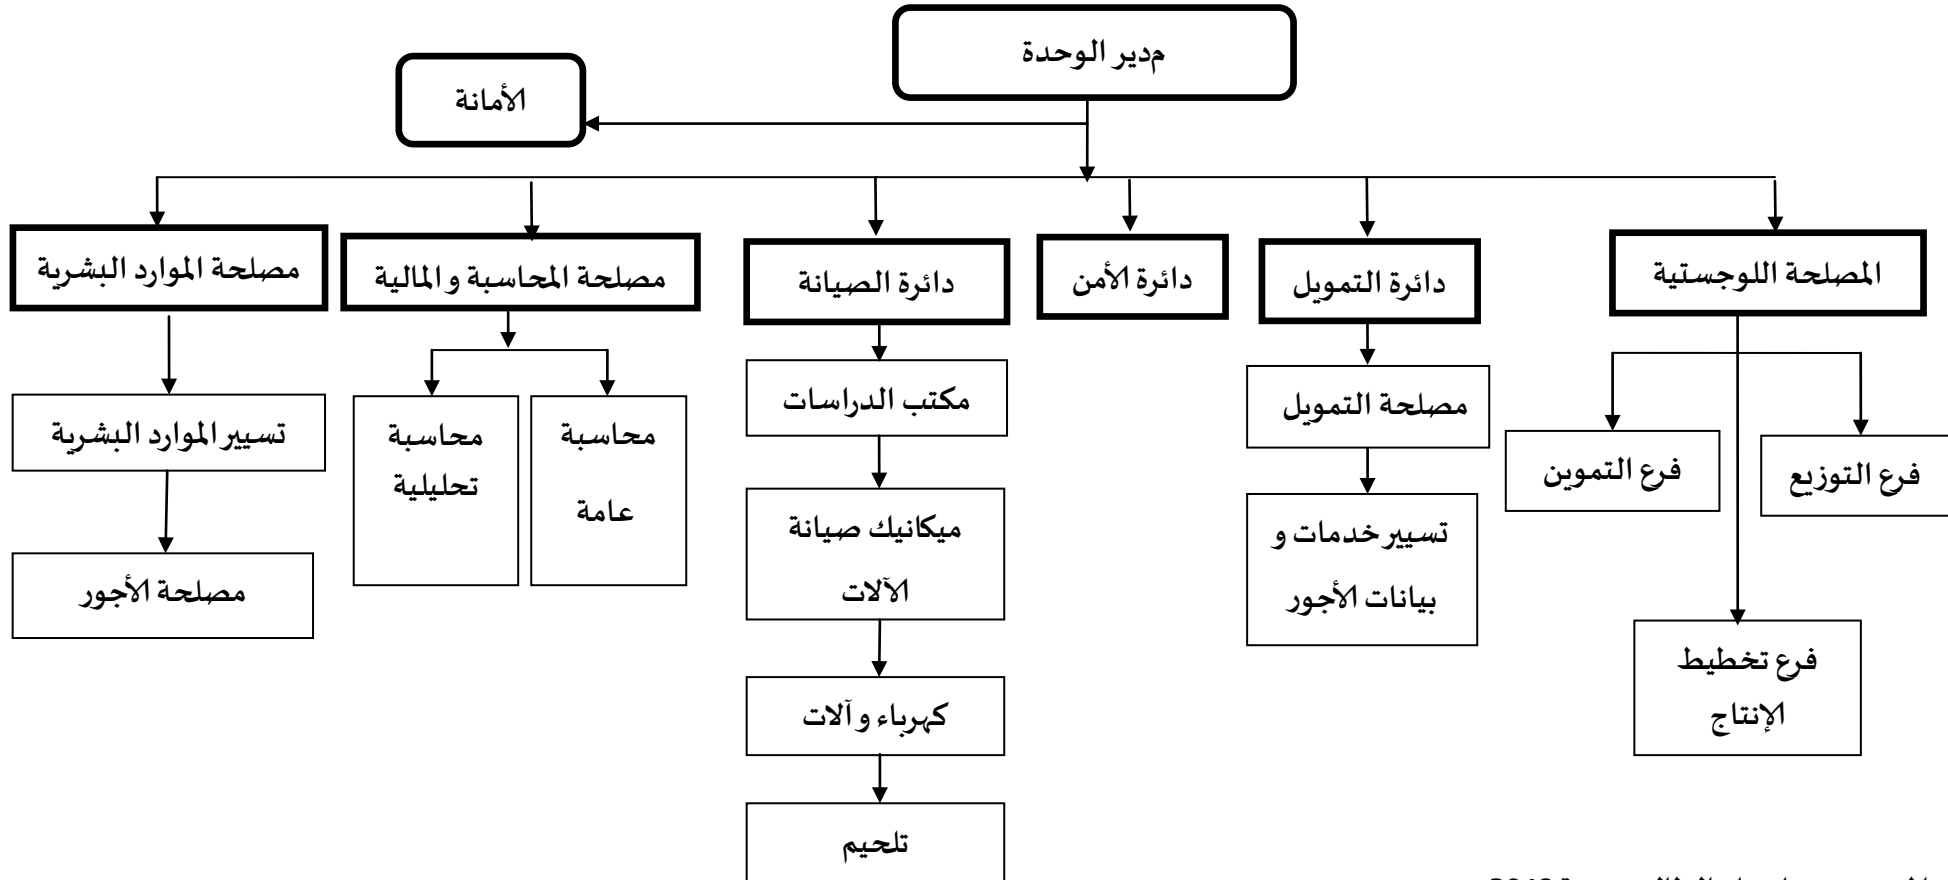 مدير الوحدة
الأمانة
المصلحة اللوجستية
دائرة التمويل
دائرة الأمن
دائرة الصيانة
مصلحة المحاسبة و المالية
مصلحة الموارد البشرية
فرع التوزيع
فرع التموين
فرع تخطيط
الإنتاج
مصلحة التمويل
تسيير خدمات و
بيانات الأجور
مكتب الدراسات
ميكانيك صيانة
الآلات
كهرباء و آلات
تلحيم
محاسبة
عامة
محاسبة
تحليلية
تسيير الموارد البشرية
مصلحة الأجور